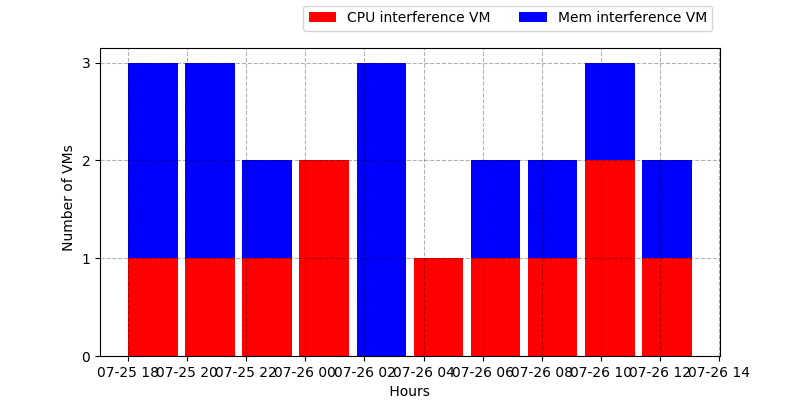 CPU interference VM Mem interference VM
3
2
1
0
Number of VMs
07-25 18 07-25 20 07-25 22 07-26 00 07-26 02 07-26 04 07-26 06 07-26 08 07-26 10 07-26 12 07-26 14
Hours